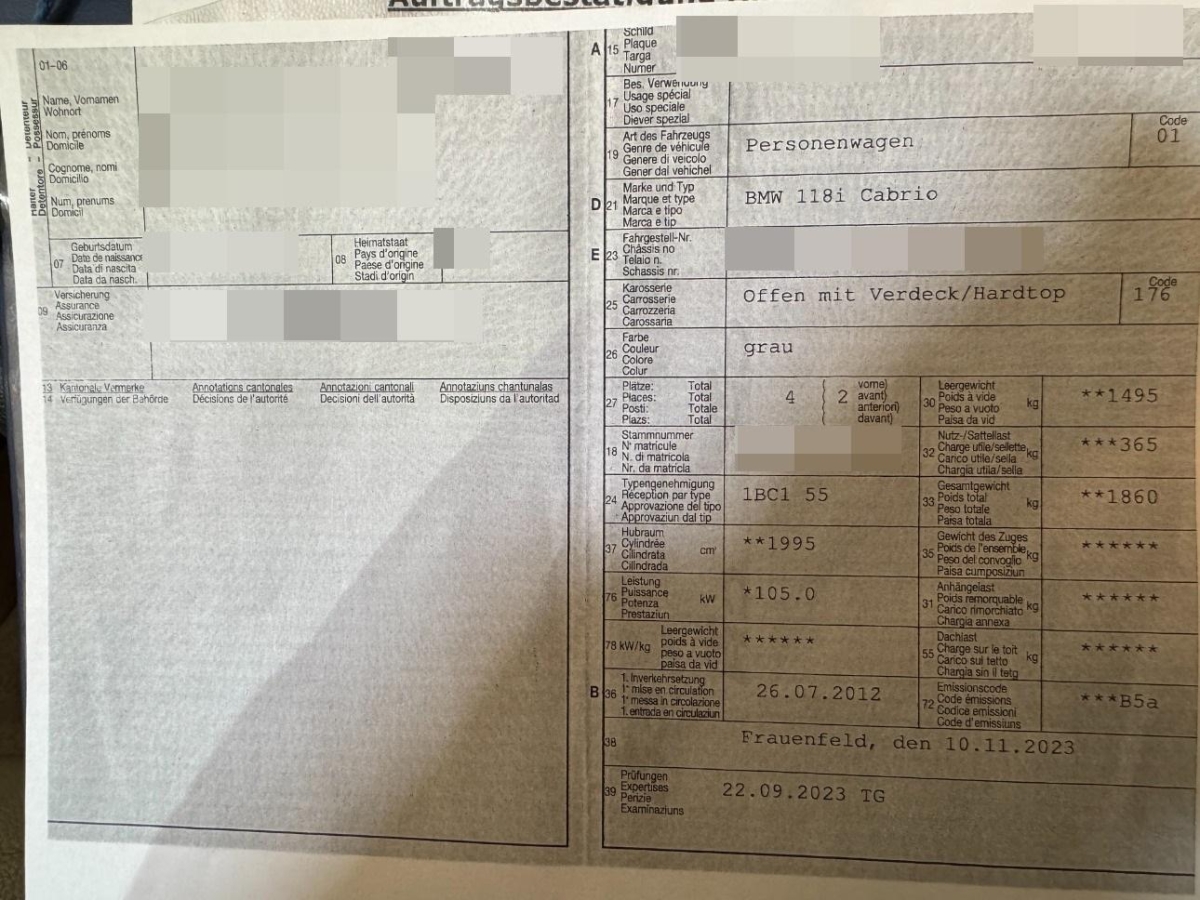 01-06
Name, Vornamen
Wohnort
Nom, prénoms
Domicile
Cognome, nomi
Domicilio
Num, prenums
Domicil
Halter - Détenteur
Detentore - Possessur
07
Geburtsdatum
Date de naissance
Data di nascita
Data da nasch.
08
Heimatstaat
Pays d'origine
Paese d'origine
Stadi d'origin
09
Versicherung
Assurance
Assicurazione
Assicuranza
13 Kantonale Vermerke Annotations cantonales Annotazioni cantonali Annotaziuns chantunalas
14 Verfügungen der Behörde Décisions de l'autorité Decisioni dell'autorità Disposiziuns da l'autoritad
A 15
Schild
Plaque
Targa
Numer
17
Bes. Verwendung
Usage spécial
Uso speciale
Diever spezial
19
Art des Fahrzeugs
Genre de véhicule
Genere di veicolo
Gener dal vehichel
Personenwagen
Code
01
D 21
Marke und Typ
Marque et type
Marca e tipo
Marca e tip
BMW 118i Cabrio
E 23
Fahrgestell-Nr.
Châssis no
Telaio n.
Schassis nr.
25
Karosserie
Carrosserie
Carrozzeria
Carossaria
Offen mit Verdeck/Hardtop
Code
176
26
Farbe
Couleur
Colore
Colur
grau
27
Plätze: Total
Places: Total
Posti: Totale
Plazs: Total
4
2
vorne)
avant)
anteriori)
davant)
30
Leergewicht
Poids à vide
Peso a vuoto
Paisa da vid
kg
**1495
18
Stammnummer
N° matricule
N. di matricola
Nr. da matricla
32
Nutz-/Sattellast
Charge utile/sellette
Carico utile/sella
Chargia utila/sella
kg
***365
24
Typengenehmigung
Réception par type
Approvazione del tipo
Approvaziun dal tip
1BC1 55
33
Gesamtgewicht
Poids total
Peso totale
Paisa totala
kg
**1860
37
Hubraum
Cylindrée
Cilindrata
Cilindrada
cm³
**1995
35
Gewicht des Zuges
Poids de l'ensemble
Peso del convoglio
Paisa cumposiziun
kg
******
76
Leistung
Puissance
Potenza
Prestaziun
kW
*105.0
31
Anhängelast
Poids remorquable
Carico rimorchiato
Chargia annexa
kg
******
78 kW/kg
Leergewicht
poids à vide
peso a vuoto
paisa da vid
******
55
Dachlast
Charge sur le toit
Carico sul tetto
Chargia sin il tetg
kg
******
B 36
1. Inverkehrsetzung
1re mise en circulation
1a messa in circolazione
1. entrada en circulaziun
26.07.2012
72
Emissionscode
Code émissions
Codice emissioni
Code d'emissiuns
***B5a
38
Frauenfeld, den 10.11.2023
39
Prüfungen
Expertises
Perizie
Examinaziuns
22.09.2023 TG